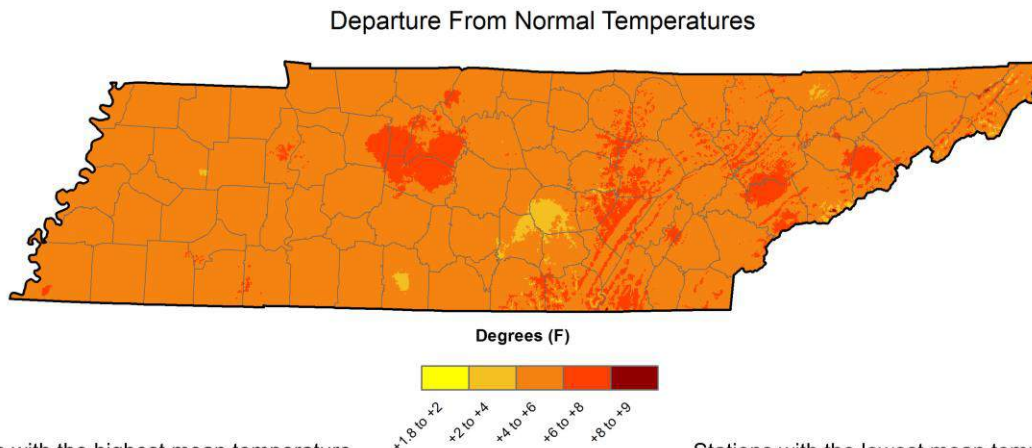 Departure From Normal Temperatures
Degrees (F)
+1.8 to +2
+2 to +4
+4 to +6
+6 to +8
+8 to +9
with the highest mean temperature
Stations with the lowest mean